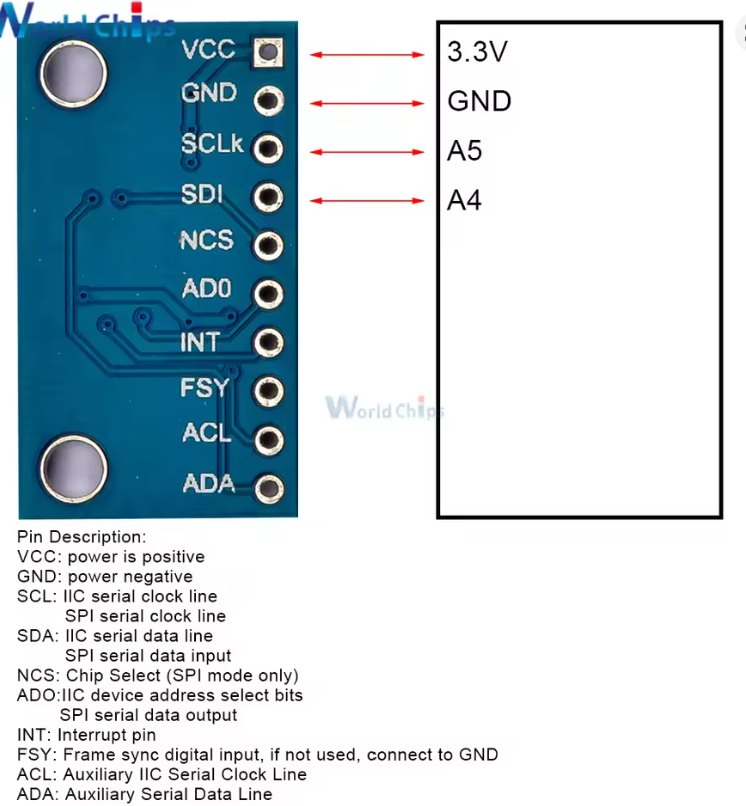 World Chips
VCC
3.3V
GND
GND
SCLk
A5
SDI
A4
NCS
AD0
INT
FSY
World Chips
ACL
ADA
Pin Description:
VCC: power is positive
GND: power negative
SCL: IIC serial clock line
SPI serial clock line
SDA: IIC serial data line
SPI serial data input
NCS: Chip Select (SPI mode only)
ADO:IIC device address select bits
SPI serial data output
INT: Interrupt pin
FSY: Frame sync digital input, if not used, connect to GND
ACL: Auxiliary IIC Serial Clock Line
ADA: Auxiliary Serial Data Line